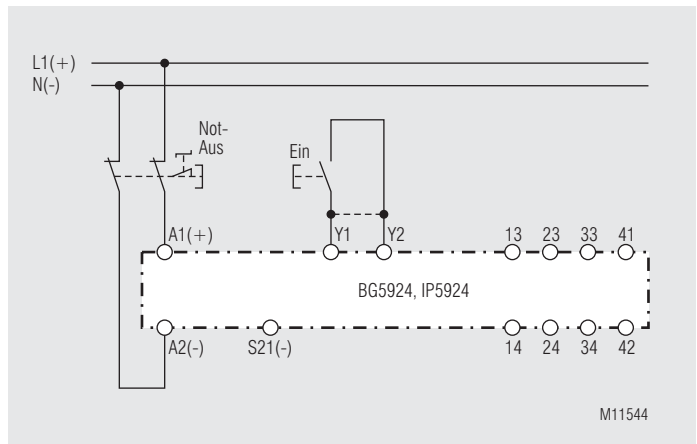 L1(+)
N(-)
Not-
Aus
Ein
A1(+) Y1 Y2 13 23 33 41
BG5924, IP5924
A2(-) S21(-) 14 24 34 42
M11544